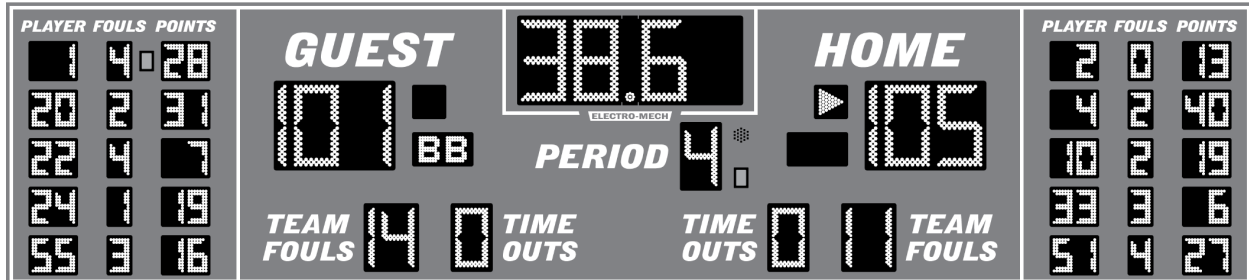 PLAYER FOULS POINTS
1 4 28
20 2 31
22 4 7
24 1 19
55 3 16
GUEST
101
BB
38.6
ELECTRO-MECH
PERIOD 4
HOME
105
TEAM FOULS 14
0 TIME OUTS
TIME OUTS 0
11 TEAM FOULS
PLAYER FOULS POINTS
2 0 13
4 2 40
10 2 19
33 3 6
51 4 27